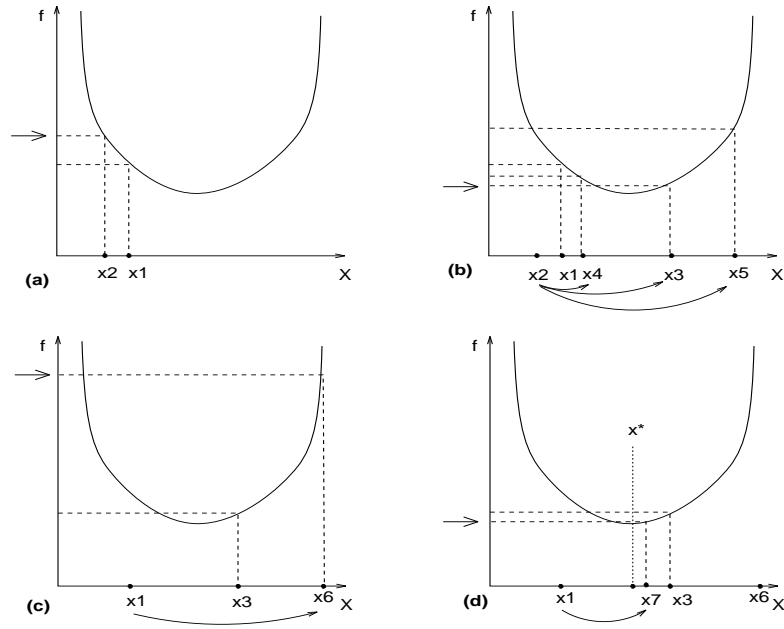 f
x2 x1
X
(a)
f
x2 x1 x4 x3 x5
X
(b)
f
x1 x3 x6
X
(c)
f
x*
x1 x7 x3 x6
X
(d)